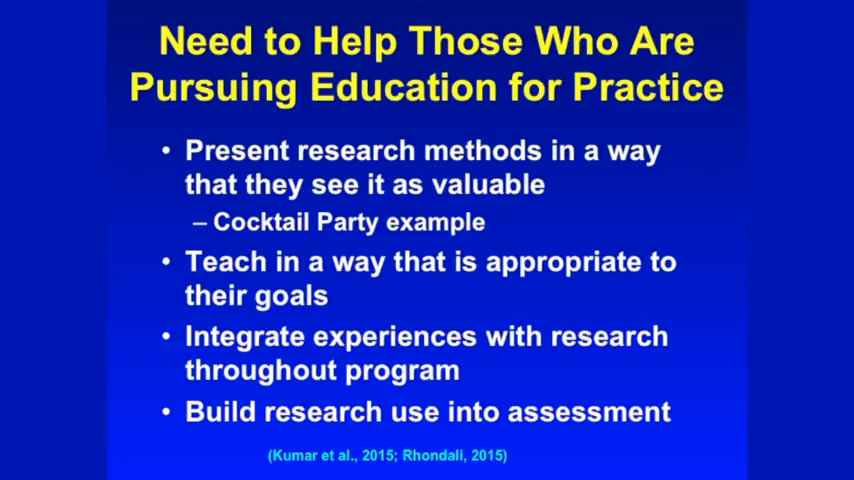 Need to Help Those Who Are
Pursuing Education for Practice
• Present research methods in a way
that they see it as valuable
– Cocktail Party example
• Teach in a way that is appropriate to
their goals
• Integrate experiences with research
throughout program
• Build research use into assessment
(Kumar et al., 2015; Rhondali, 2015)